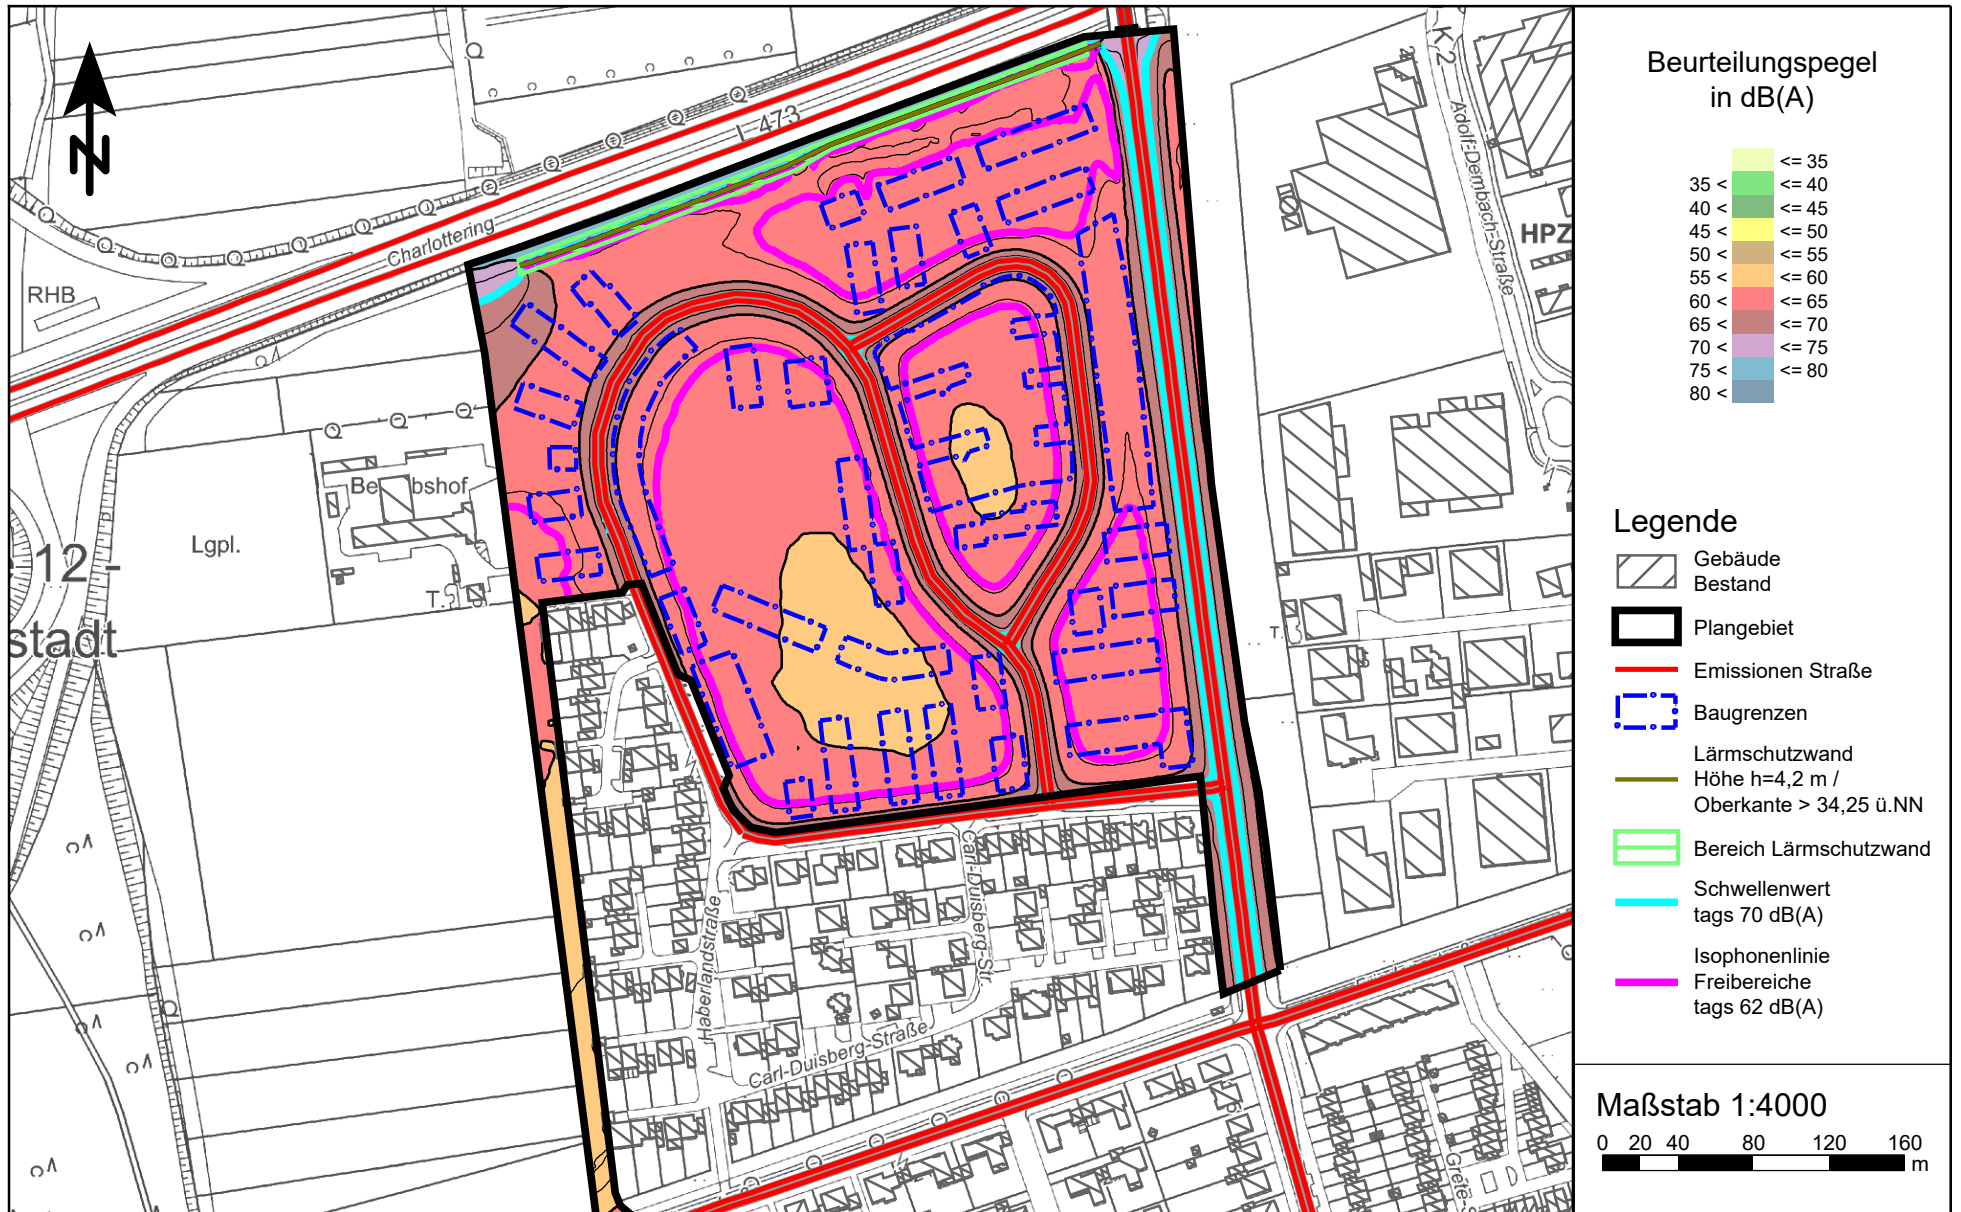 N
L 473
Charlottering
RHB
Lgpl.
12 -
stadt
T.
K 2
Adolf-Dembach-Straße
HPZ
T.
Haberlandstraße
Carl-Duisberg-Str.
Carl-Duisberg-Straße
Beurteilungspegel
in dB(A)
<= 35
35 < <= 40
40 < <= 45
45 < <= 50
50 < <= 55
55 < <= 60
60 < <= 65
65 < <= 70
70 < <= 75
75 < <= 80
80 <
Legende
Gebäude
Bestand
Plangebiet
Emissionen Straße
Baugrenzen
Lärmschutzwand
Höhe h=4,2 m /
Oberkante > 34,25 ü.NN
Bereich Lärmschutzwand
Schwellenwert
tags 70 dB(A)
Isophonenlinie
Freibereiche
tags 62 dB(A)
Maßstab 1:4000
0 20 40 80 120 160
m